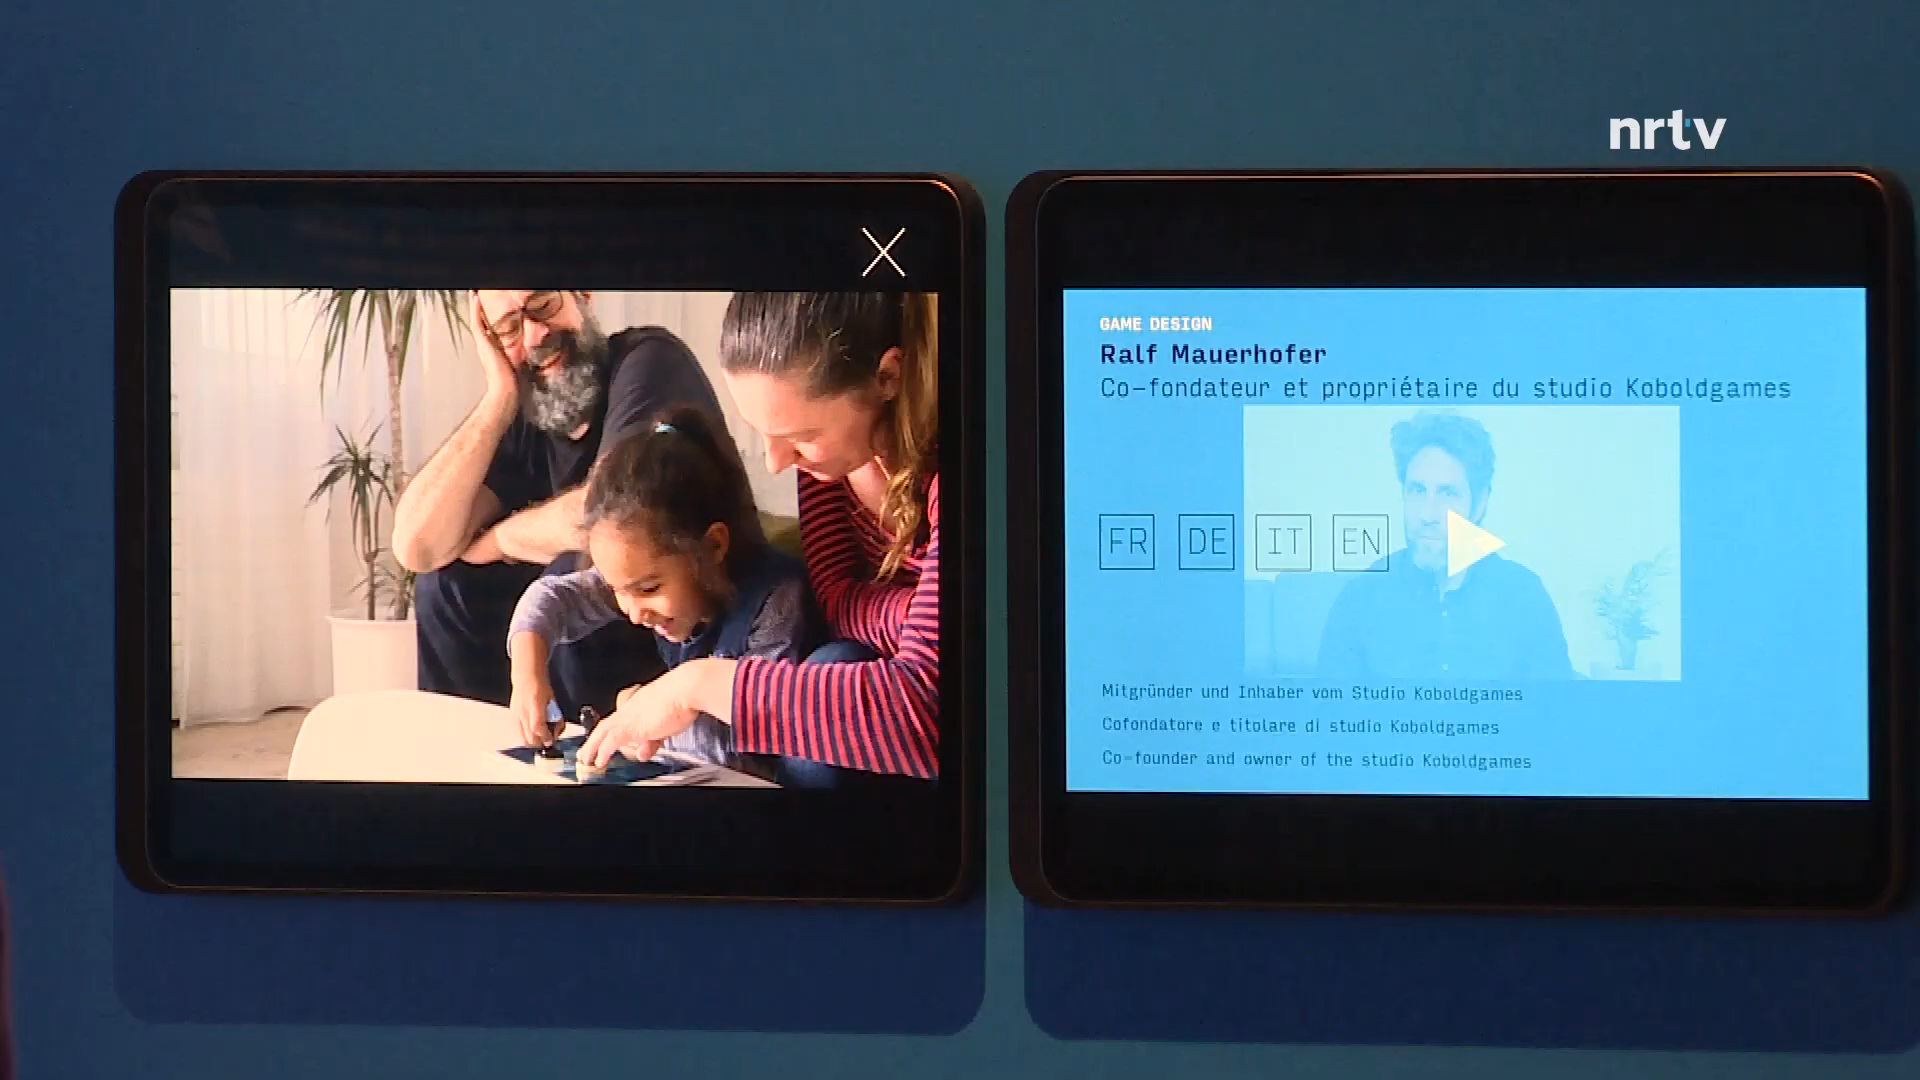 nrtv
GAME DESIGN
Ralf Mauerhofer
Co-fondateur et propriétaire du studio Koboldgames
FR DE IT EN
Mitgründer und Inhaber vom Studio Koboldgames
Cofondatore e titolare di studio Koboldgames
Co-founder and owner of the studio Koboldgames